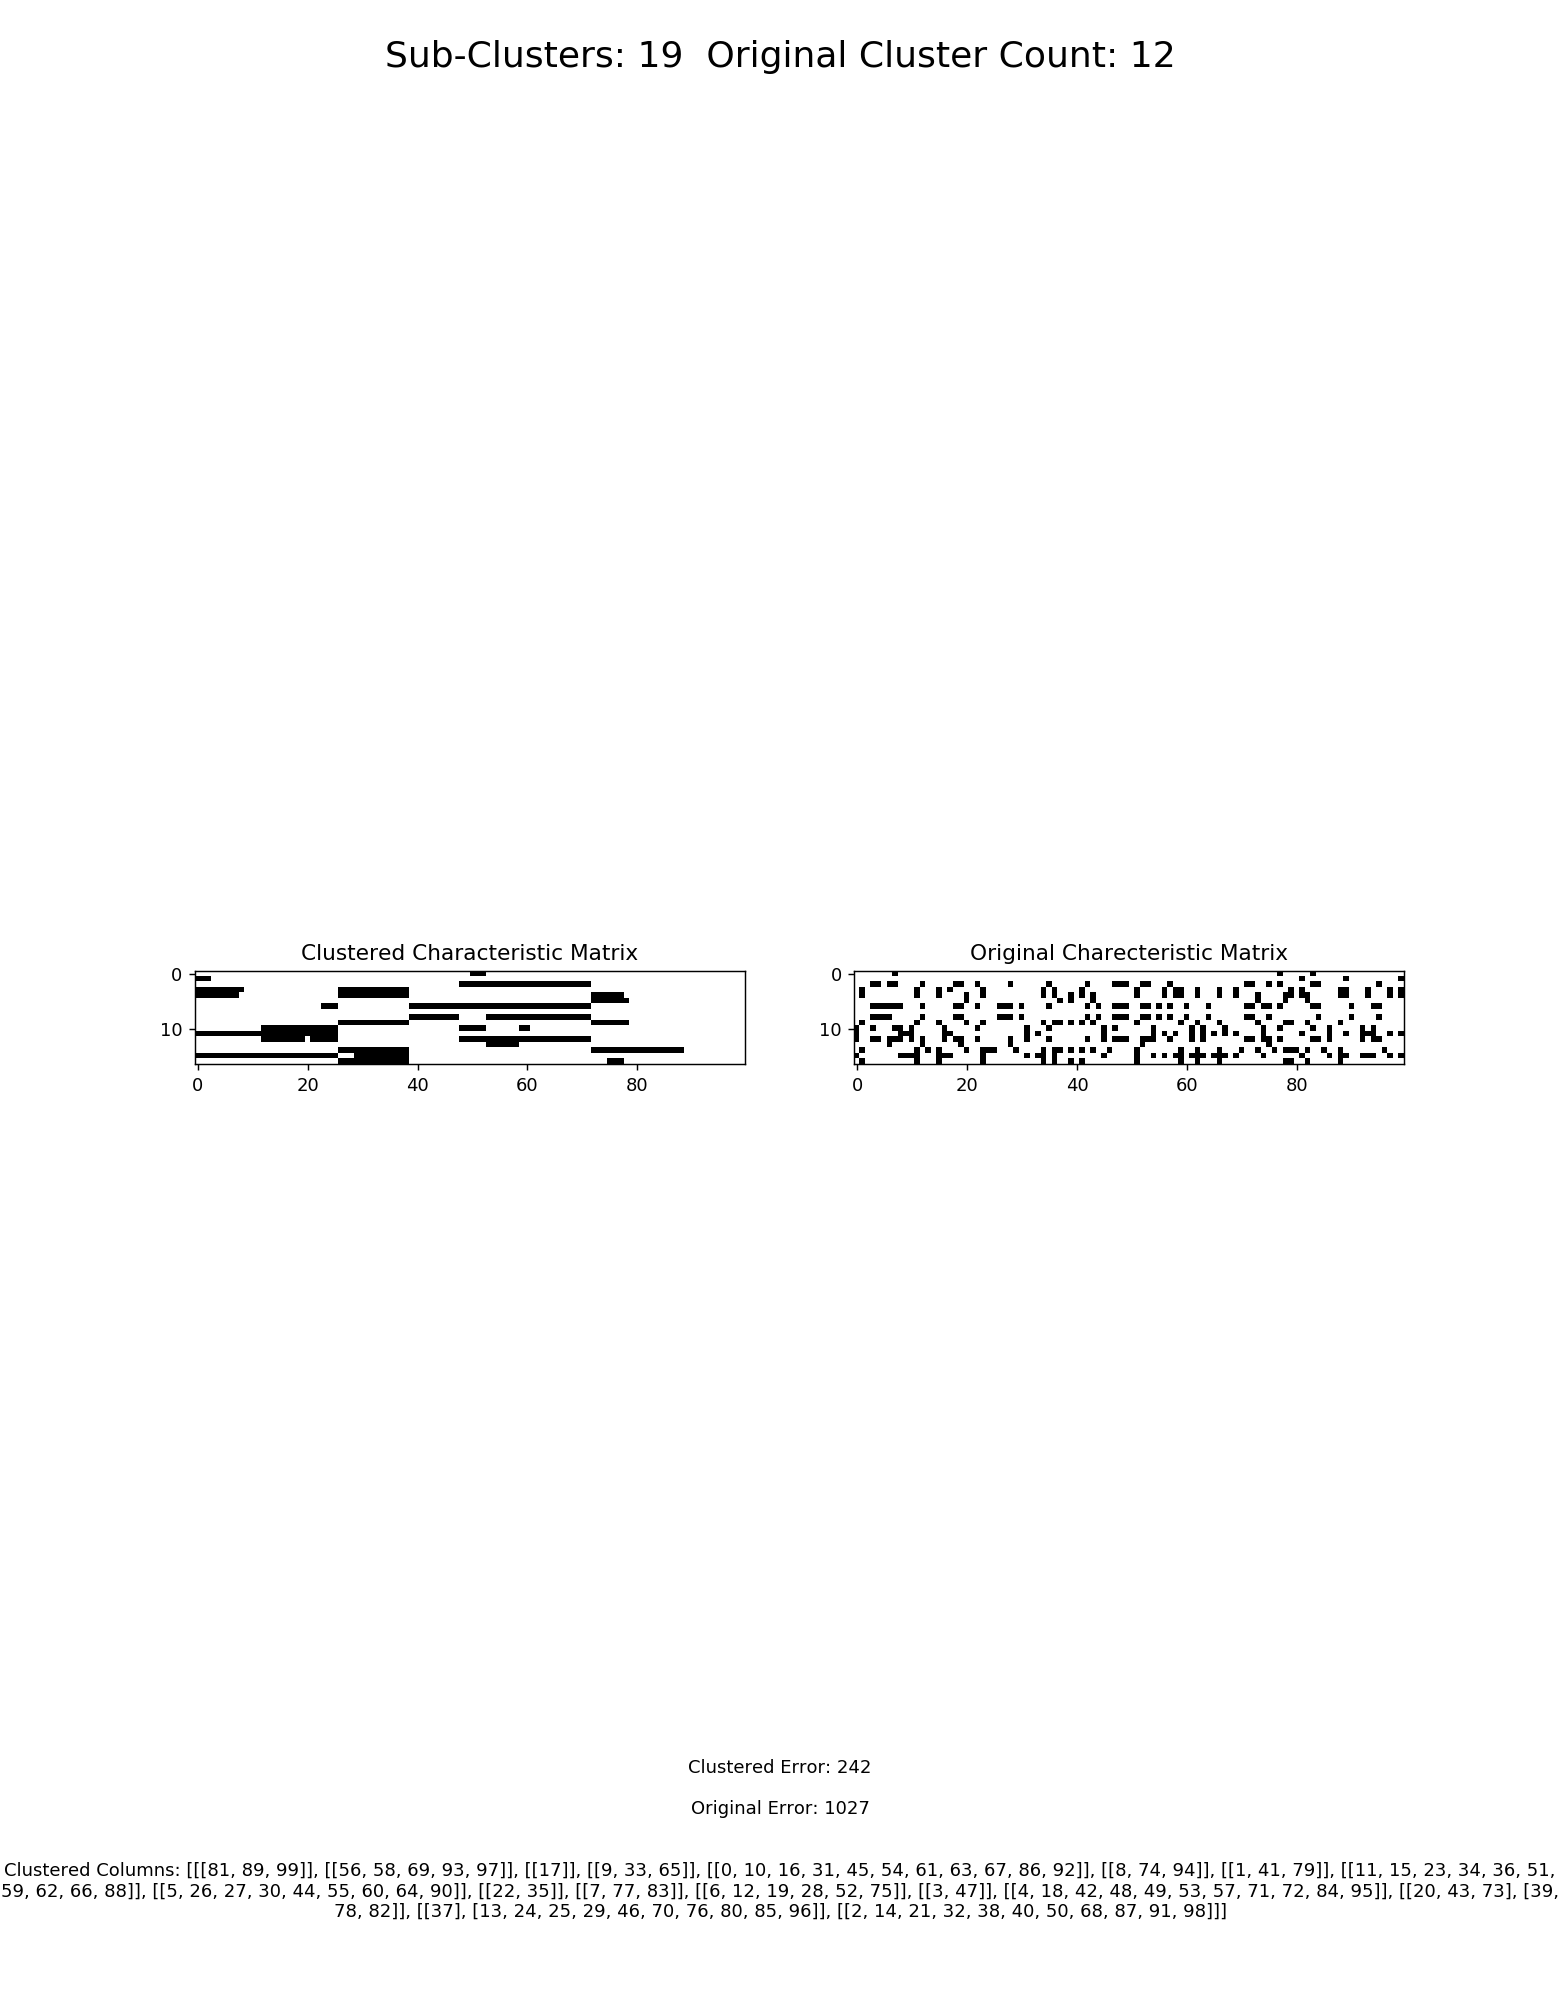 Sub-Clusters: 19  Original Cluster Count: 12
Clustered Characteristic Matrix
0
10
0 20 40 60 80
Original Charecteristic Matrix
0
10
0 20 40 60 80
Clustered Error: 242
Original Error: 1027
Clustered Columns: [[[81, 89, 99]], [[56, 58, 69, 93, 97]], [[17]], [[9, 33, 65]], [[0, 10, 16, 31, 45, 54, 61, 63, 67, 86, 92]], [[8, 74, 94]], [[1, 41, 79]], [[11, 15, 23, 34, 36, 51,
59, 62, 66, 88]], [[5, 26, 27, 30, 44, 55, 60, 64, 90]], [[22, 35]], [[7, 77, 83]], [[6, 12, 19, 28, 52, 75]], [[3, 47]], [[4, 18, 42, 48, 49, 53, 57, 71, 72, 84, 95]], [[20, 43, 73], [39,
78, 82]], [[37], [13, 24, 25, 29, 46, 70, 76, 80, 85, 96]], [[2, 14, 21, 32, 38, 40, 50, 68, 87, 91, 98]]]